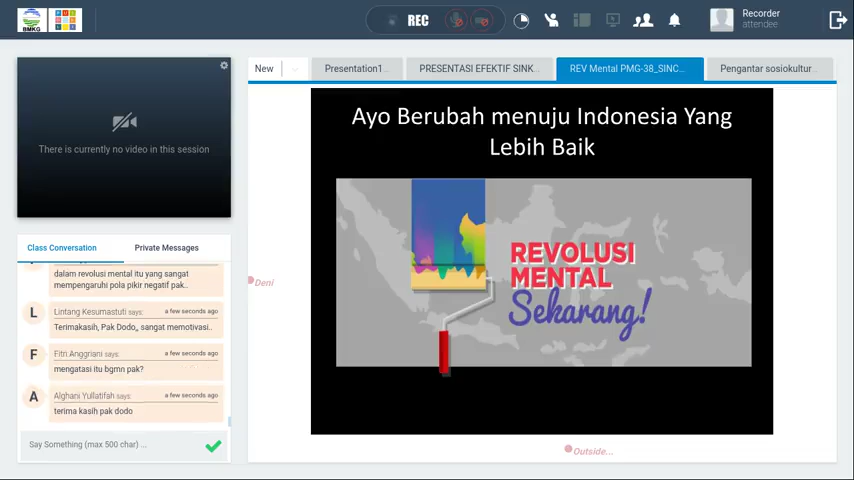 BMKG
REC
Recorder
attendee
New
Presentation1...
PRESENTASI EFEKTIF SINK...
REV Mental PMG-38_SINC...
Pengantar sosiokultur...
There is currently no video in this session
Ayo Berubah menuju Indonesia Yang
Lebih Baik
REVOLUSI
MENTAL
Sekarang!
Class Conversation
Private Messages
dalam revolusi mental itu yang sangat
mempengaruhi pola pikir negatif pak..
L
Lintang Kesumastuti says:
a few seconds ago
Terimakasih, Pak Dodo,, sangat memotivasi..
F
Fitri Anggriani says:
a few seconds ago
mengatasi itu bgmn pak?
A
Alghani Yullatifah says:
a few seconds ago
terima kasih pak dodo
Say Something (max 500 char) ...
Deni
Outside...